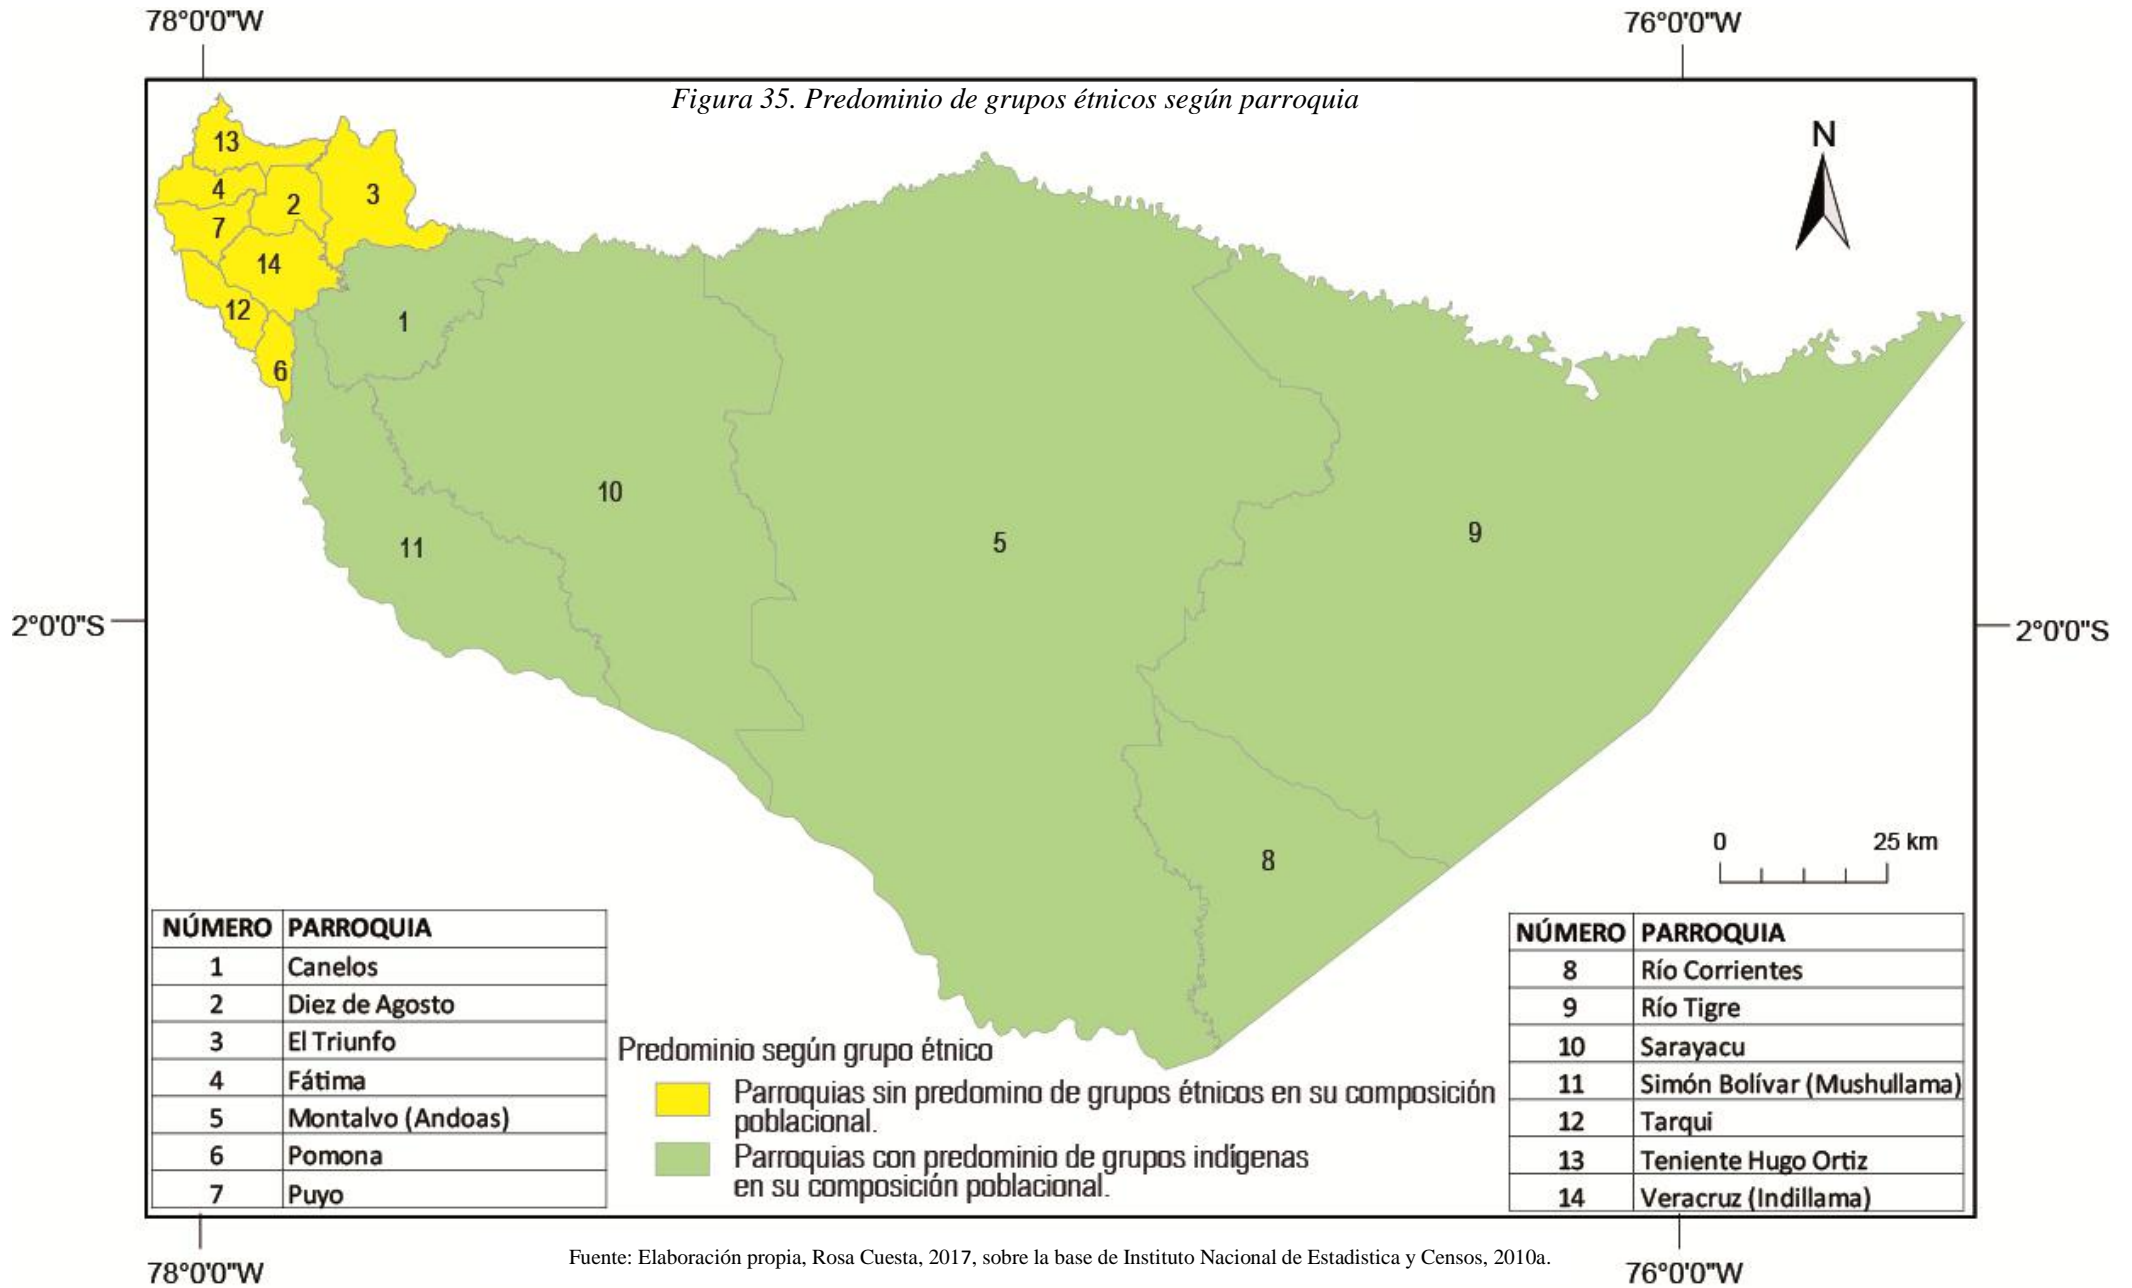 78°0'0"W 76°0'0"W
Figura 35. Predominio de grupos étnicos según parroquia
N
13
4
2
3
7
14
12
1
6
10
11
5
9
2°0'0"S 2°0'0"S
8
0 25 km
NÚMERO PARROQUIA
1 Canelos
2 Diez de Agosto
3 El Triunfo
4 Fátima
5 Montalvo (Andoas)
6 Pomona
7 Puyo
Predominio según grupo étnico
Parroquias sin predomino de grupos étnicos en su composición
poblacional.
Parroquias con predominio de grupos indígenas
en su composición poblacional.
NÚMERO PARROQUIA
8 Río Corrientes
9 Río Tigre
10 Sarayacu
11 Simón Bolívar (Mushullama)
12 Tarqui
13 Teniente Hugo Ortiz
14 Veracruz (Indillama)
Fuente: Elaboración propia, Rosa Cuesta, 2017, sobre la base de Instituto Nacional de Estadistica y Censos, 2010a.
78°0'0"W 76°0'0"W